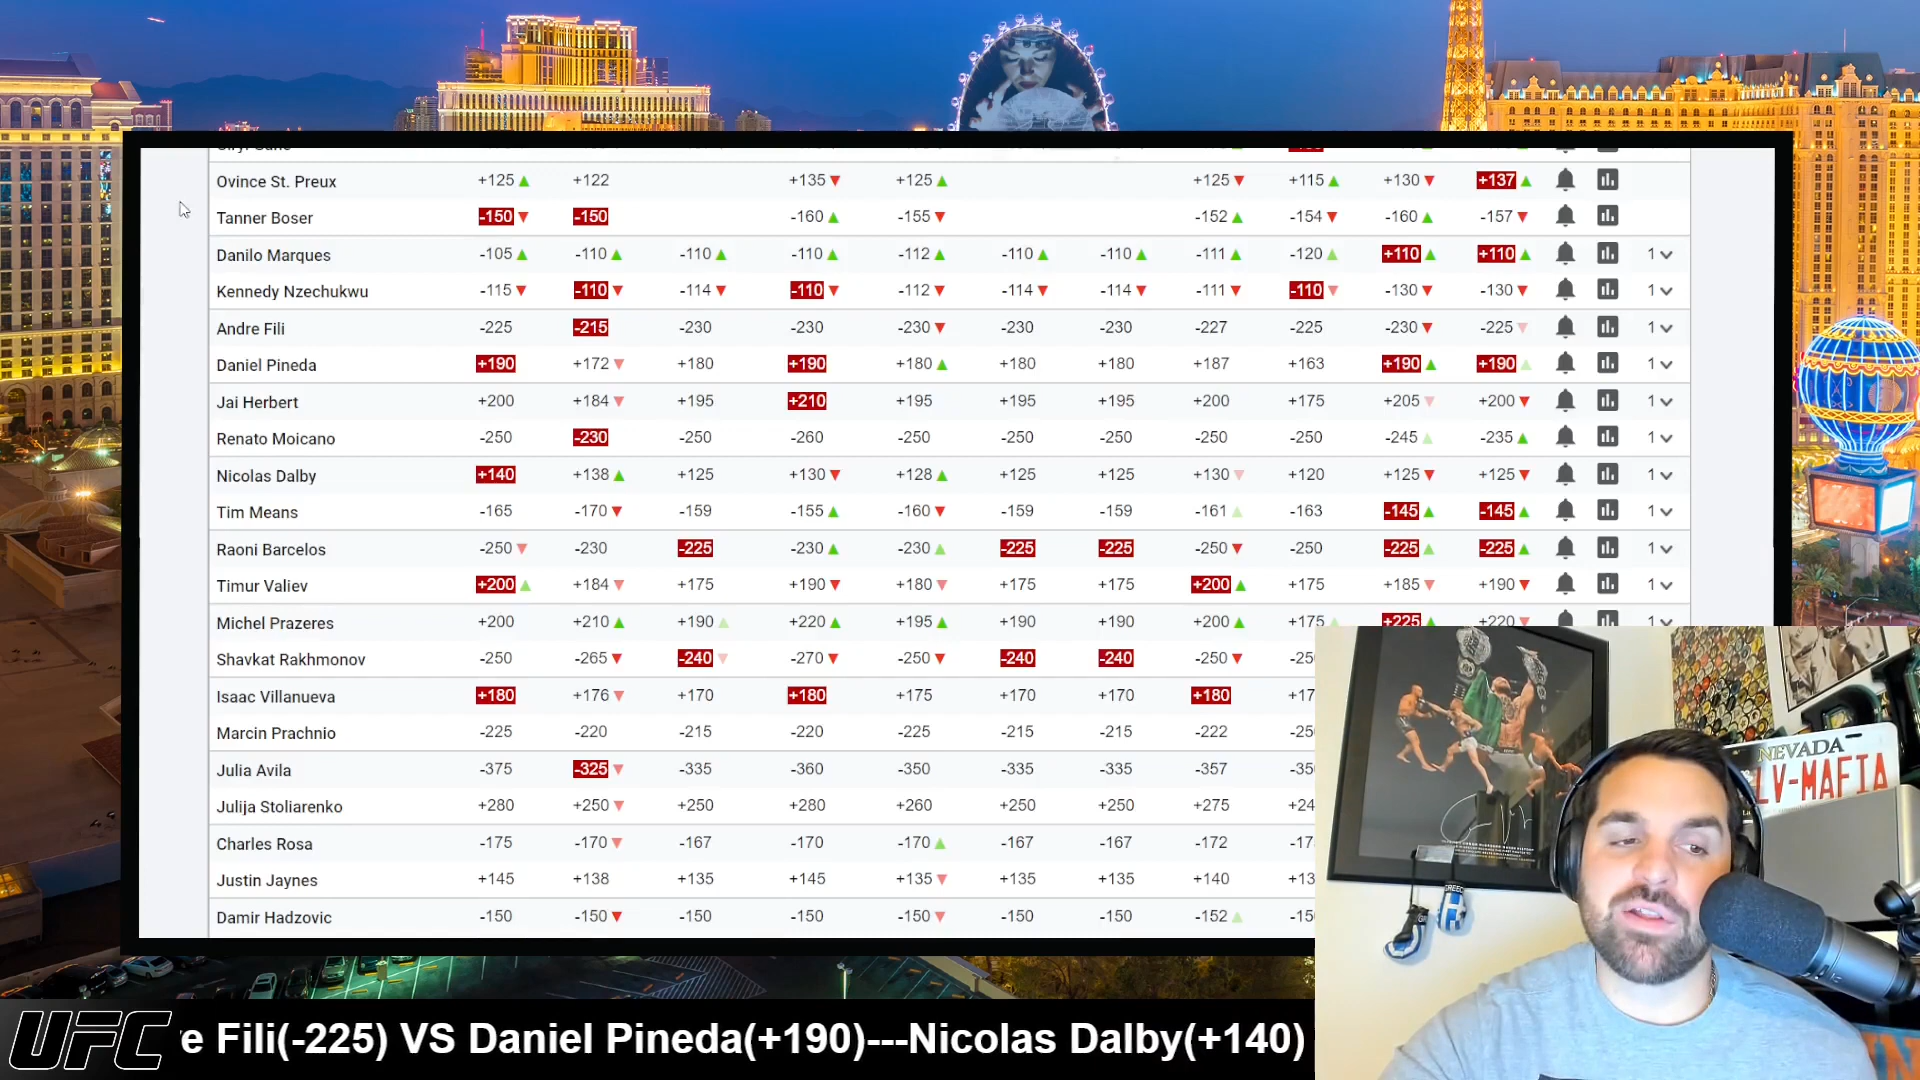 Ovince St. Preux +125 +122 +135 +125 +125 +115 +130 +137
Tanner Boser -150 -150 -160 -155 -152 -154 -160 -157
Danilo Marques -105 -110 -110 -110 -112 -110 -110 -111 -120 +110 +110 1
Kennedy Nzechukwu -115 -110 -114 -110 -112 -114 -114 -111 -110 -130 -130 1
Andre Fili -225 -215 -230 -230 -230 -230 -230 -227 -225 -230 -225 1
Daniel Pineda +190 +172 +180 +190 +180 +180 +180 +187 +163 +190 +190 1
Jai Herbert +200 +184 +195 +210 +195 +195 +195 +200 +175 +205 +200 1
Renato Moicano -250 -230 -250 -260 -250 -250 -250 -250 -250 -245 -235 1
Nicolas Dalby +140 +138 +125 +130 +128 +125 +125 +130 +120 +125 +125 1
Tim Means -165 -170 -159 -155 -160 -159 -159 -161 -163 -145 -145 1
Raoni Barcelos -250 -230 -225 -230 -230 -225 -225 -250 -250 -225 -225 1
Timur Valiev +200 +184 +175 +190 +180 +175 +175 +200 +175 +185 +190 1
Michel Prazeres +200 +210 +190 +220 +195 +190 +190 +200 +175 +225 +220 1
Shavkat Rakhmonov -250 -265 -240 -270 -250 -240 -240 -250 -25
Isaac Villanueva +180 +176 +170 +180 +175 +170 +170 +180 +17
Marcin Prachnio -225 -220 -215 -220 -225 -215 -215 -222 -25
Julia Avila -375 -325 -335 -360 -350 -335 -335 -357 -35
Julija Stoliarenko +280 +250 +250 +280 +260 +250 +250 +275 +24
Charles Rosa -175 -170 -167 -170 -170 -167 -167 -172 -17
Justin Jaynes +145 +138 +135 +145 +135 +135 +135 +140 +13
Damir Hadzovic -150 -150 -150 -150 -150 -150 -150 -152 -15
NEVADA
LV-MAFIA
UFC
e Fili(-225) VS Daniel Pineda(+190)---Nicolas Dalby(+140)